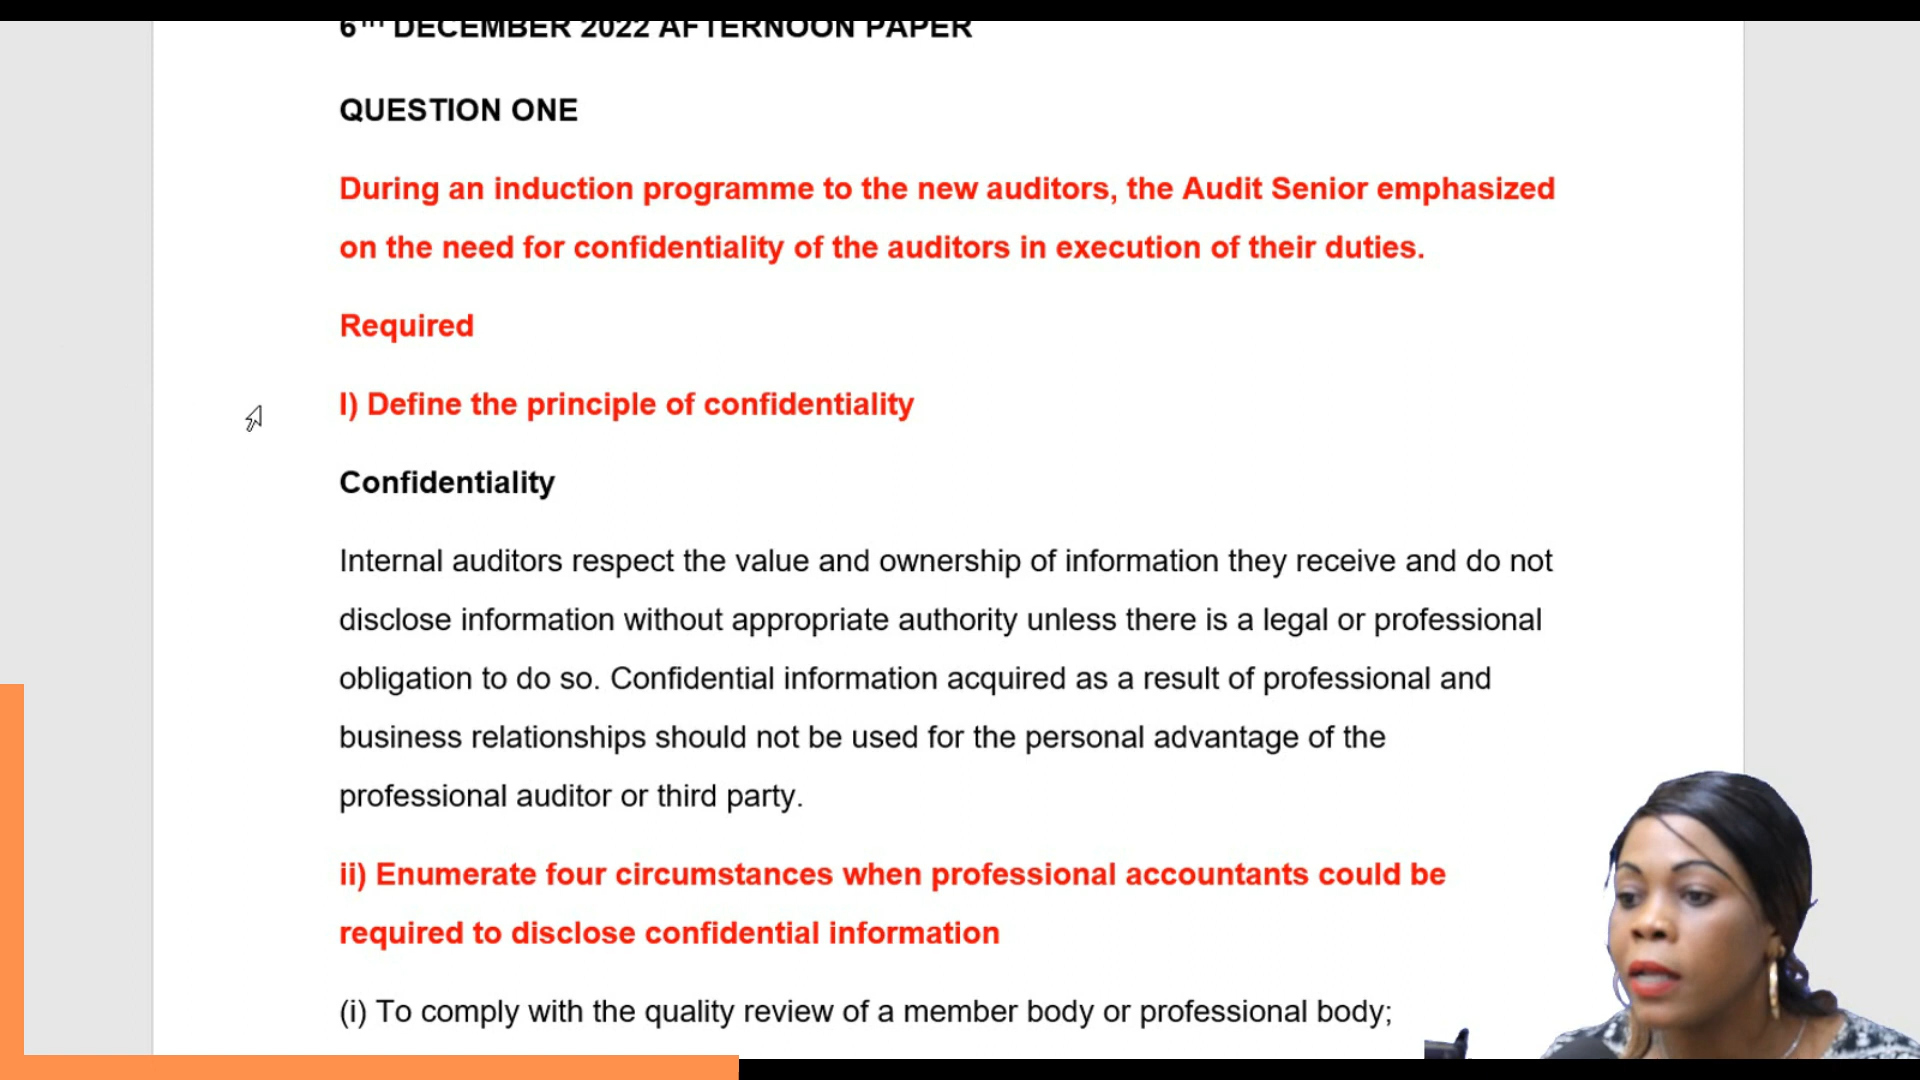 6TH DECEMBER 2022 AFTERNOON PAPER
QUESTION ONE
During an induction programme to the new auditors, the Audit Senior emphasized
on the need for confidentiality of the auditors in execution of their duties.
Required
I) Define the principle of confidentiality
Confidentiality
Internal auditors respect the value and ownership of information they receive and do not
disclose information without appropriate authority unless there is a legal or professional
obligation to do so. Confidential information acquired as a result of professional and
business relationships should not be used for the personal advantage of the
professional auditor or third party.
ii) Enumerate four circumstances when professional accountants could be
required to disclose confidential information
(i) To comply with the quality review of a member body or professional body;